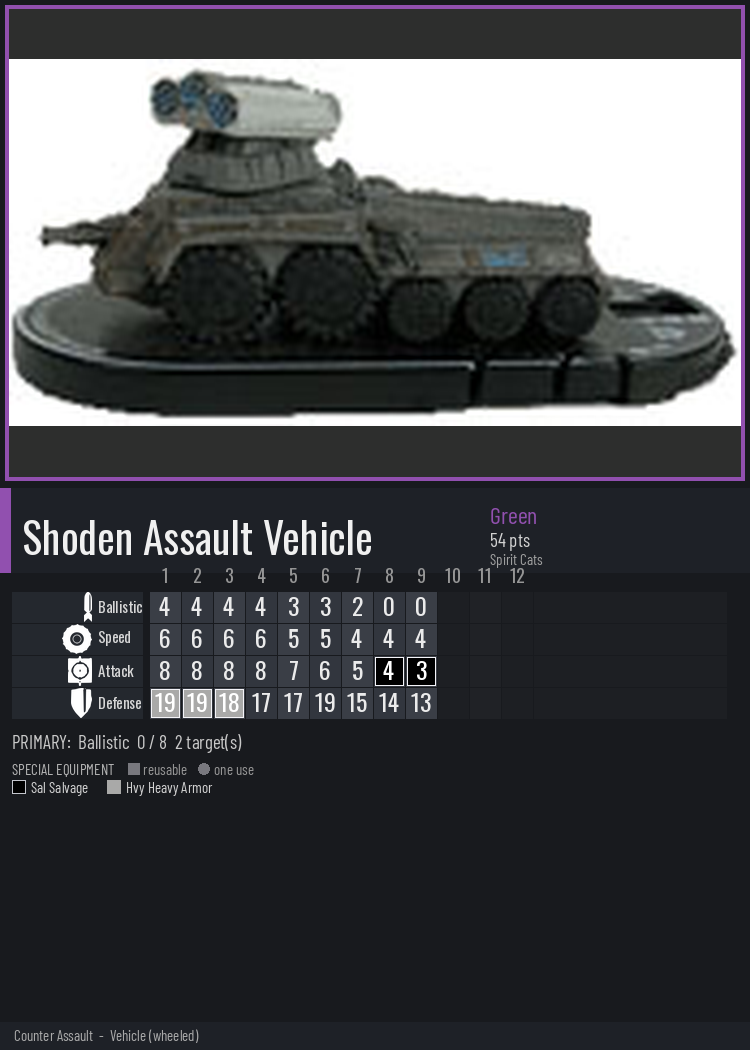 Shoden Assault Vehicle
Green
54 pts
Spirit Cats
1 2 3 4 5 6 7 8 9 10 11 12
Ballistic 4 4 4 4 3 3 2 0 0
Speed 6 6 6 6 5 5 4 4 4
Attack 8 8 8 8 7 6 5 4 3
Defense 19 19 18 17 17 19 15 14 13
PRIMARY: Ballistic 0 / 8 2 target(s)
SPECIAL EQUIPMENT reusable one use
Sal Salvage Hvy Heavy Armor
Counter Assault - Vehicle (wheeled)